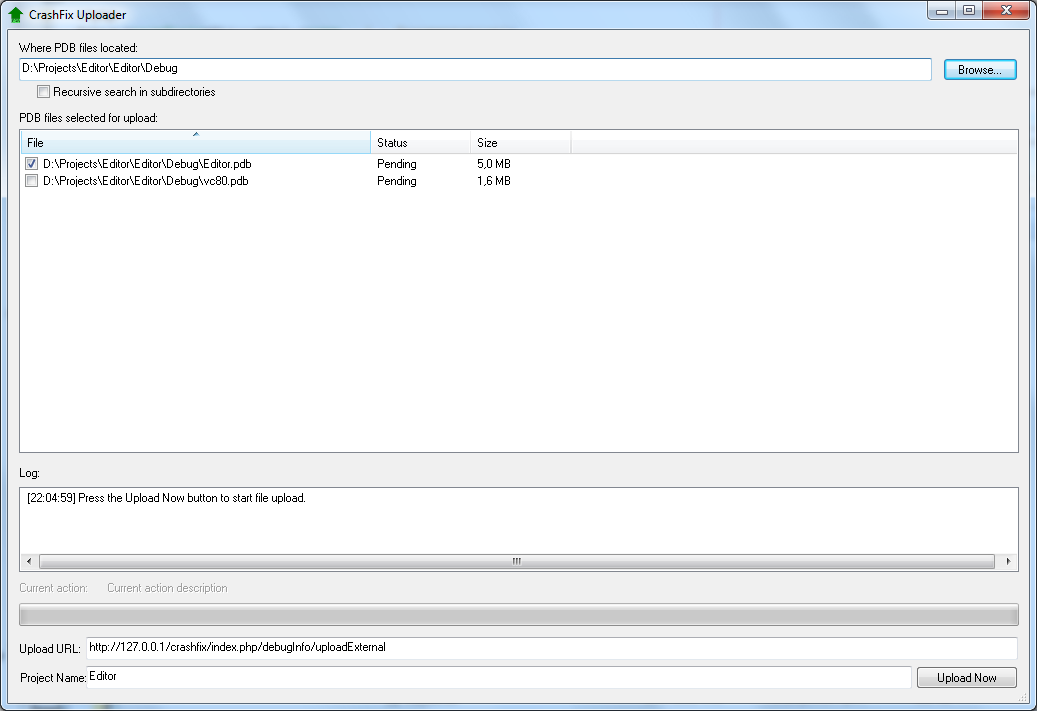 CrashFix Uploader
Where PDB files located:
D:\Projects\Editor\Editor\Debug
Browse...
Recursive search in subdirectories
PDB files selected for upload:
File Status Size
D:\Projects\Editor\Editor\Debug\Editor.pdb Pending 5,0 MB
D:\Projects\Editor\Editor\Debug\vc80.pdb Pending 1,6 MB
Log:
[22:04:59] Press the Upload Now button to start file upload.
Current action: Current action description
Upload URL: http://127.0.0.1/crashfix/index.php/debugInfo/uploadExternal
Project Name: Editor Upload Now